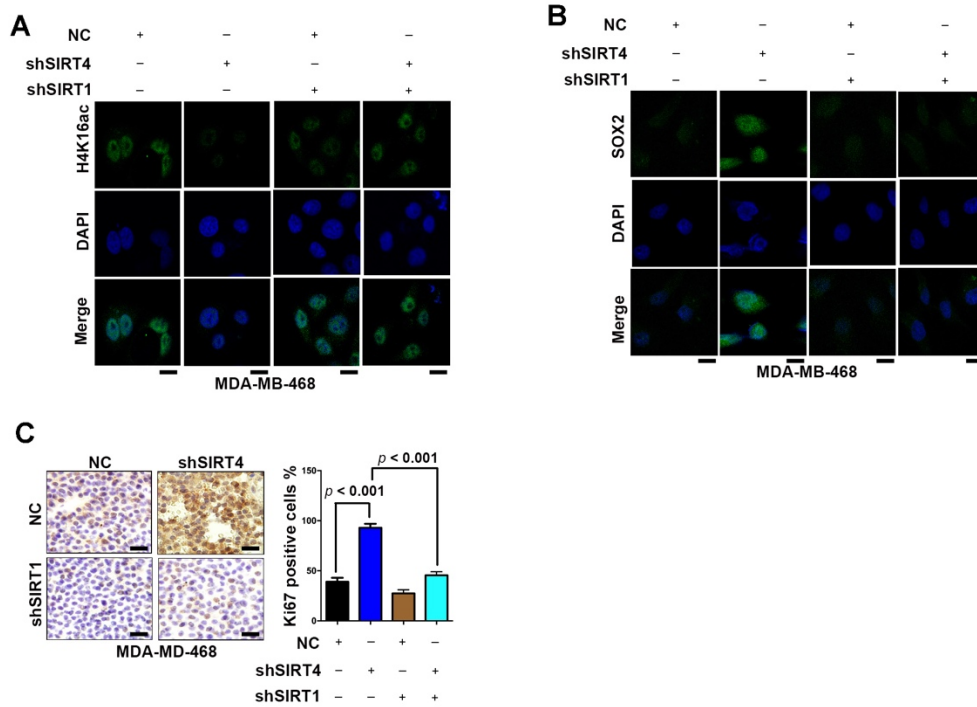 A
NC + – + –
shSIRT4 – + – +
shSIRT1 – – + +
H4K16ac
DAPI
Merge
MDA-MB-468
B
NC + – + –
shSIRT4 – + – +
shSIRT1 – – + +
SOX2
DAPI
Merge
MDA-MB-468
C
NC shSIRT4
NC
shSIRT1
MDA-MD-468
Ki67 positive cells %
150
100
50
0
p < 0.001
p < 0.001
NC + – + –
shSIRT4 – + – +
shSIRT1 – – + +